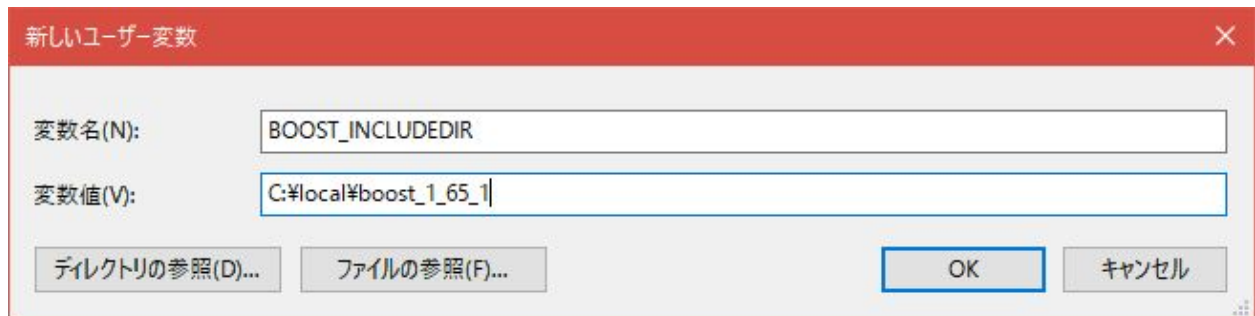 新しいユーザー変数
変数名(N):
BOOST_INCLUDEDIR
変数値(V):
C:¥local¥boost_1_65_1
ディレクトリの参照(D)...
ファイルの参照(F)...
OK
キャンセル